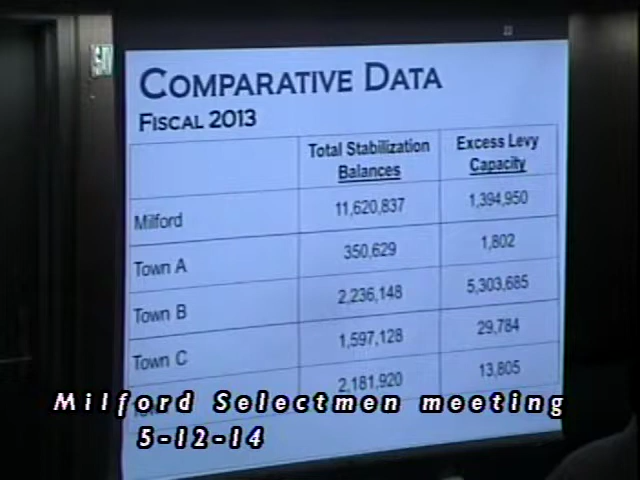 22
COMPARATIVE DATA
FISCAL 2013
Total Stabilization Balances Excess Levy Capacity
Milford 11,620,837 1,394,950
Town A 350,629 1,802
Town B 2,236,148 5,303,685
Town C 1,597,128 29,784
2,181,920 13,805
Milford Selectmen meeting
5-12-14